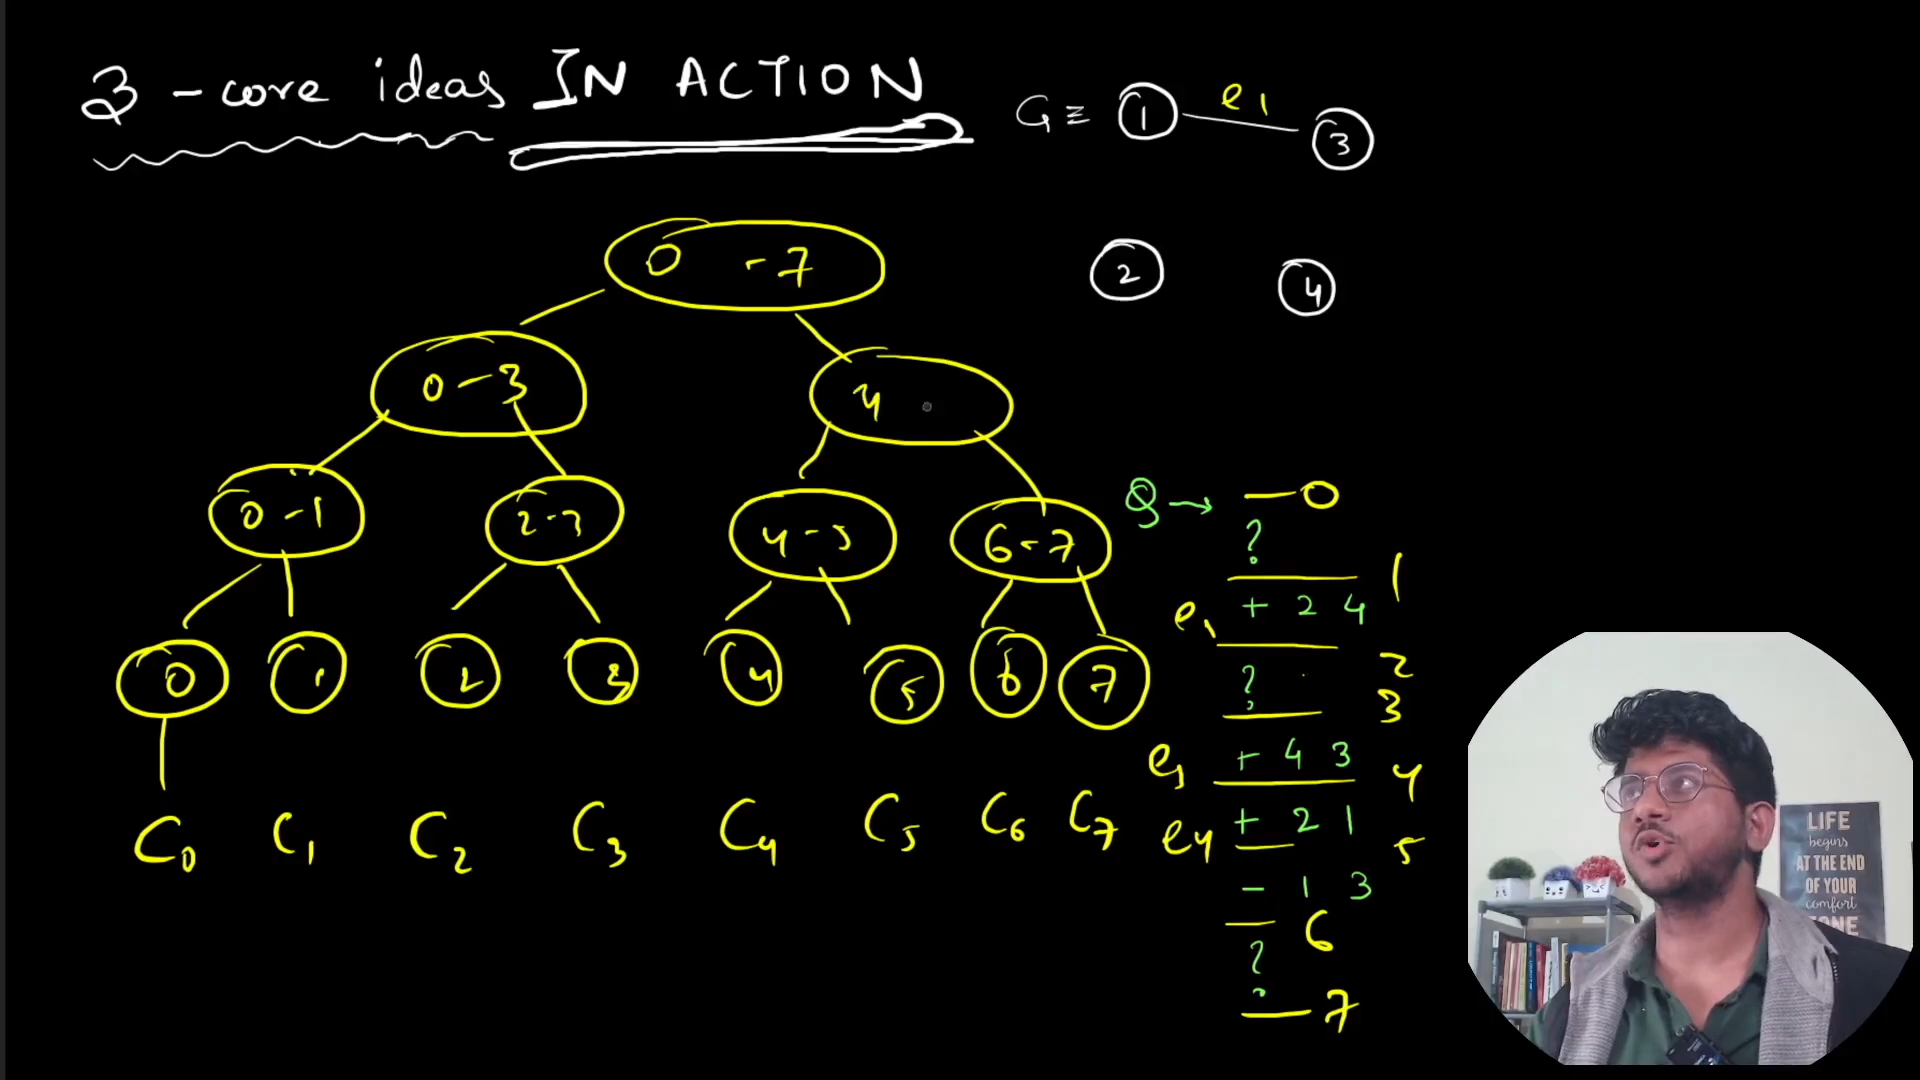 3 - core ideas IN ACTION
G ≡ 1 e1 3
2 4
0 - 7
0 - 3
4
0 - 1
2 - 3
4 - 5
6 - 7
0 1 2 3 4 5 6 7
C0 C1 C2 C3 C4 C5 C6 C7
Q → 0
?
1
e1 + 2 4
2
?
3
+ 4 3
4
e4 + 2 1
5
- 1 3
6
?
7
LIFE
begins
AT THE END
OF YOUR
comfort
ZONE